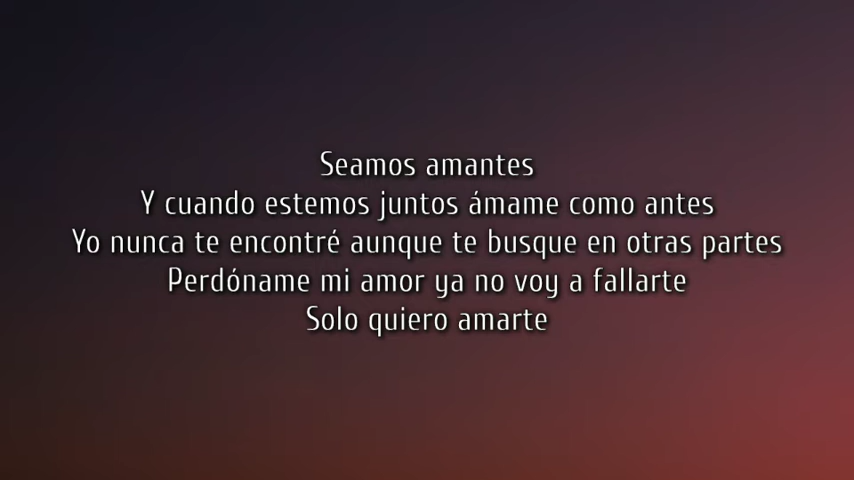 Seamos amantes
Y cuando estemos juntos ámame como antes
Yo nunca te encontré aunque te busque en otras partes
Perdóname mi amor ya no voy a fallarte
Solo quiero amarte